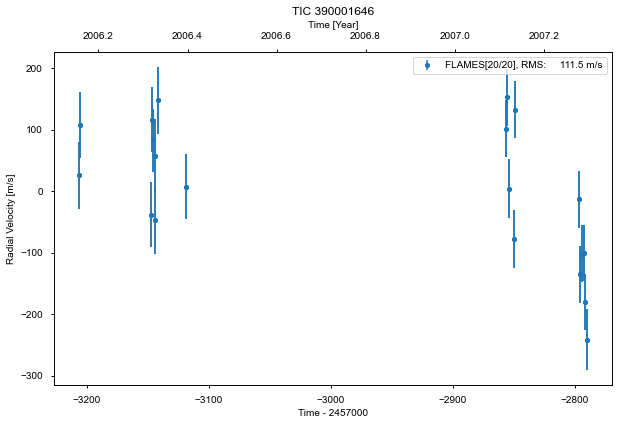 TIC 390001646
Time [Year]
2006.2 2006.4 2006.6 2006.8 2007.0 2007.2
FLAMES[20/20], RMS: 111.5 m/s
200
100
0
−100
−200
−300
Radial Velocity [m/s]
−3200 −3100 −3000 −2900 −2800
Time - 2457000